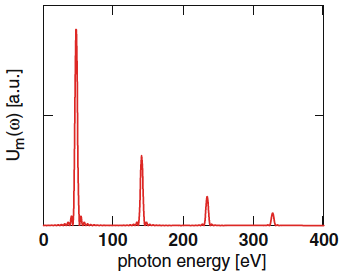 Um(ω) [a.u.]
0 100 200 300 400
photon energy [eV]